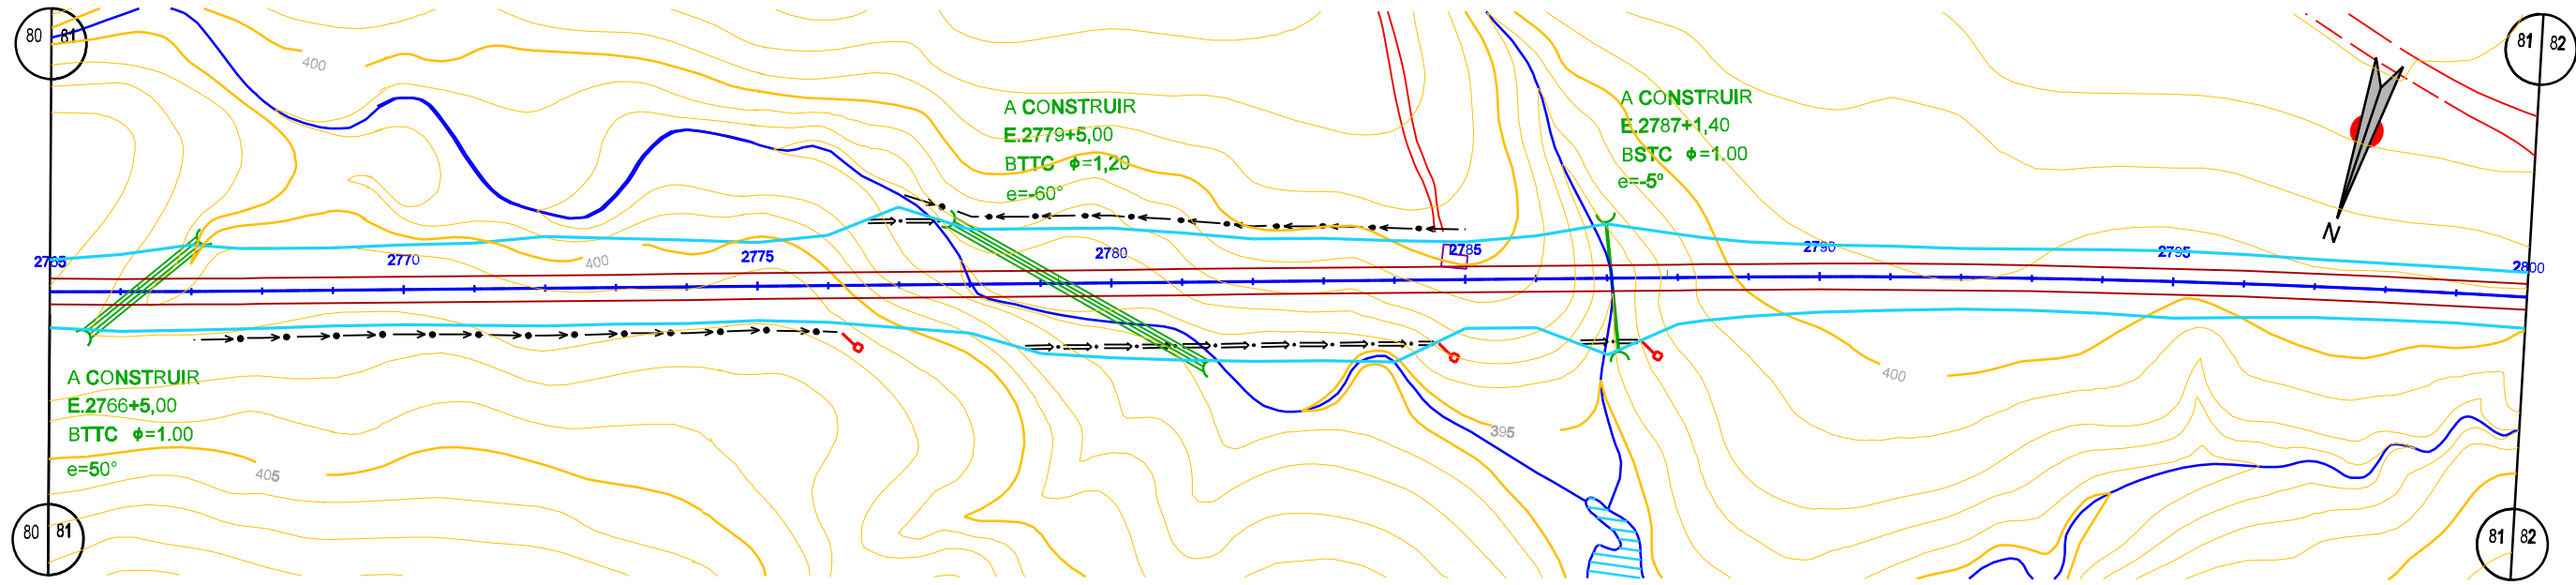 80 81
81 82
400
A CONSTRUIR
E.2779+5,00
BTTC ϕ=1,20
e=-60°
A CONSTRUIR
E.2787+1,40
BSTC ϕ=1.00
e=-5°
N
2765
2770
400
2775
2780
2785
2790
2795
2800
A CONSTRUIR
E.2766+5,00
BTTC ϕ=1.00
e=50°
400
395
405
80 81
81 82